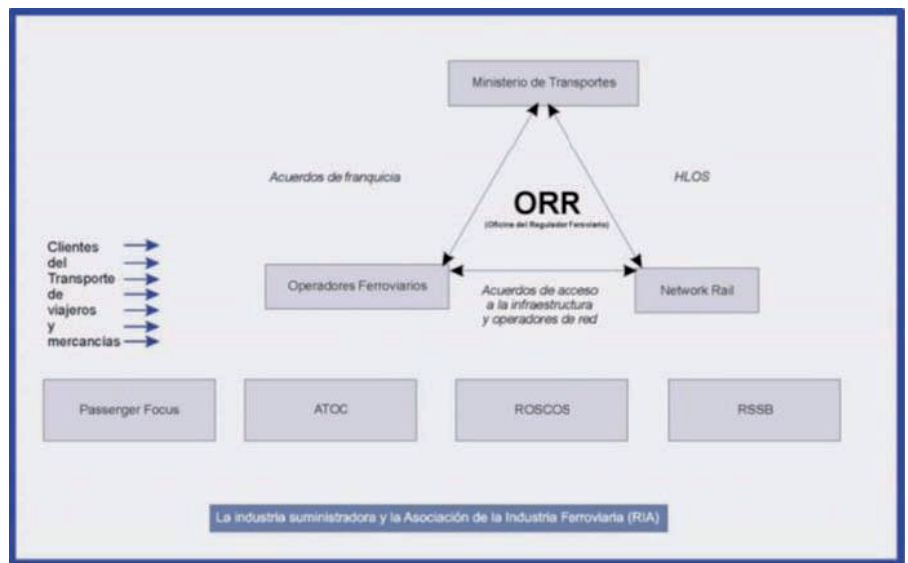 Ministerio de Transportes
Acuerdos de franquicia
HLOS
ORR
(Oficina del Regulador Ferroviario)
Clientes
del
Transporte
de
viajeros
y
mercancías
Operadores Ferroviarios
Acuerdos de acceso
a la infraestructura
y operadores de red
Network Rail
Passenger Focus
ATOC
ROSCOS
RSSB
La industria suministradora y la Asociación de la Industria Ferroviaria (RIA)